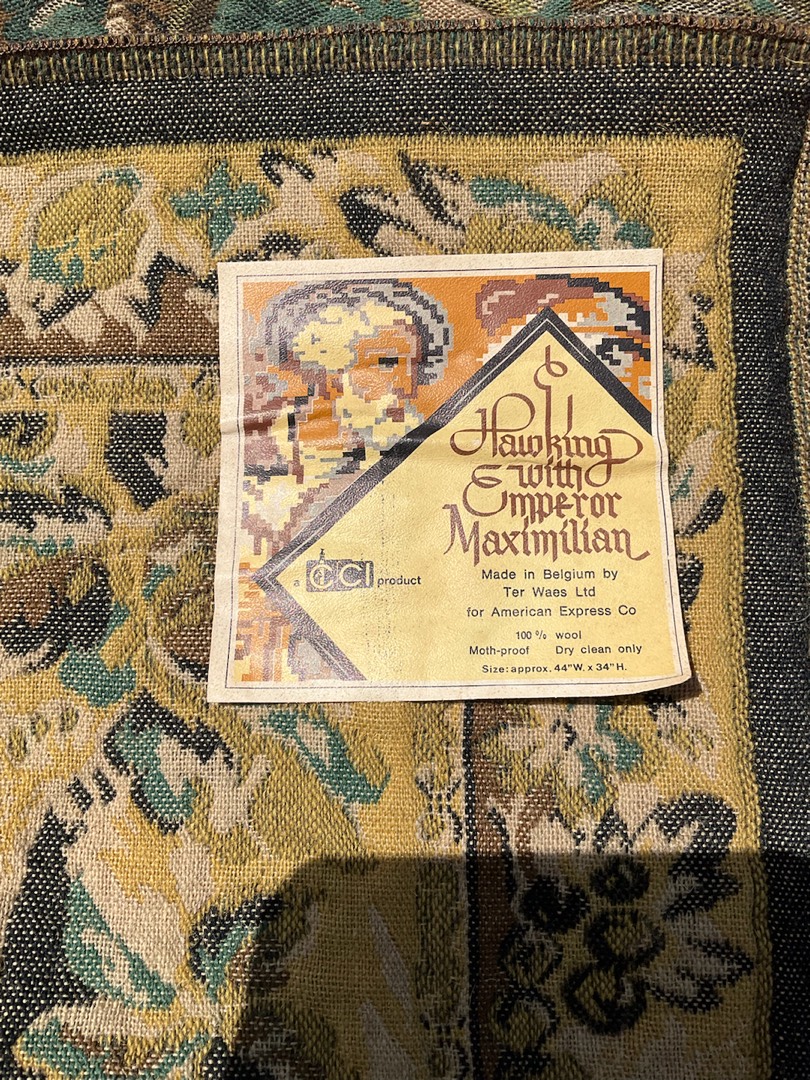 Hawking
with
Emperor
Maximilian
a CCI product
Made in Belgium by
Ter Waes Ltd
for American Express Co
100 % wool
Moth-proof Dry clean only
Size: approx. 44"W. x 34"H.